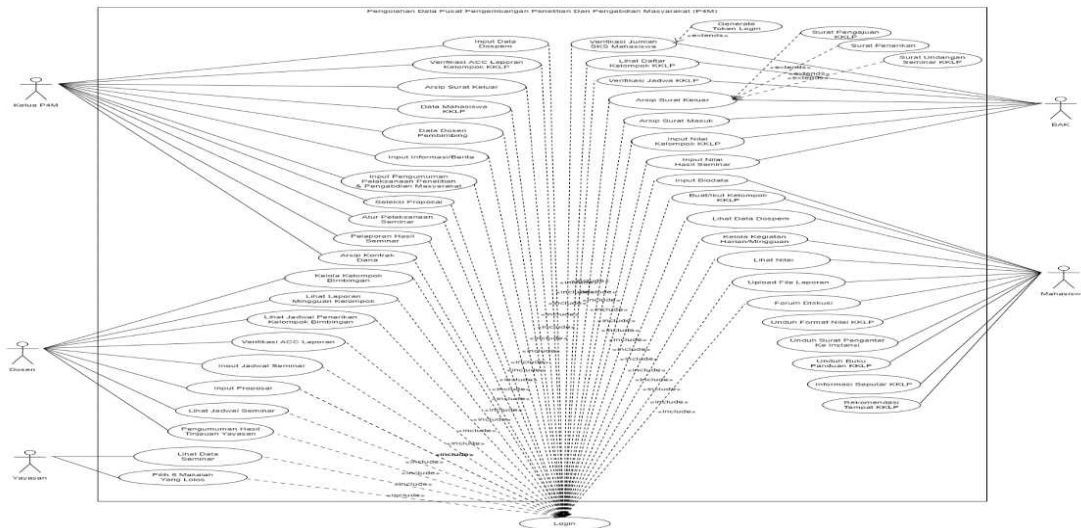 Pengolahan Data Pusat Pengembangan Penelitian Dan Pengabdian Masyarakat (P4M)
Input Data
Dospem
Verifikasi ACC Laporan
Kelompok KKLP
Arsip Surat Keluar
Data Mahasiswa
KKLP
Data Dosen
Pembimbing
Input Informasi/Berita
Input Pengumuman
Pelaksanaan Penelitian
& Pengabdian Masyarakat
Seleksi Proposal
Atur Pelaksanaan
Seminar
Pelaporan Hasil
Seminar
Arsip Kontrak
Dana
Kelola Kelompok
Bimbingan
Lihat Laporan
Mingguan Kelompok
Lihat Jadwal Penarikan
Kelompok Bimbingan
Verifikasi ACC Laporan
Input Jadwal Seminar
Input Proposal
Lihat Jadwal Seminar
Pengumuman Hasil
Tinjauan Yayasan
Lihat Data
Seminar
Pilih 5 Makalah
Yang Lolos
Ketua P4M
Dosen
Yayasan
Verifikasi Jumlah
SKS Mahasiswa
Generate
Token Login
Lihat Daftar
Kelompok KKLP
Verifikasi Jadwa KKLP
Arsip Surat Keluar
Surat Pengajuan
KKLP
Surat Penarikan
Surat Undangan
Seminar KKLP
Arsip Surat Masuk
Input Nilai
Kelompok KKLP
Input Nilai
Hasil Seminar
Input Biodata
Buat/Ikut Kelompok
KKLP
Lihat Data Dospem
Kelola Kegiatan
Harian/Mingguan
Lihat Nilai
Upload File Laporan
Forum Diskusi
Unduh Format Nilai KKLP
Unduh Surat Pengantar
Ke Instansi
Unduh Buku
Panduan KKLP
Informasi Seputar KKLP
Rekomendasi
Tempat KKLP
BAK
<<extends>>
<<include>>
Login